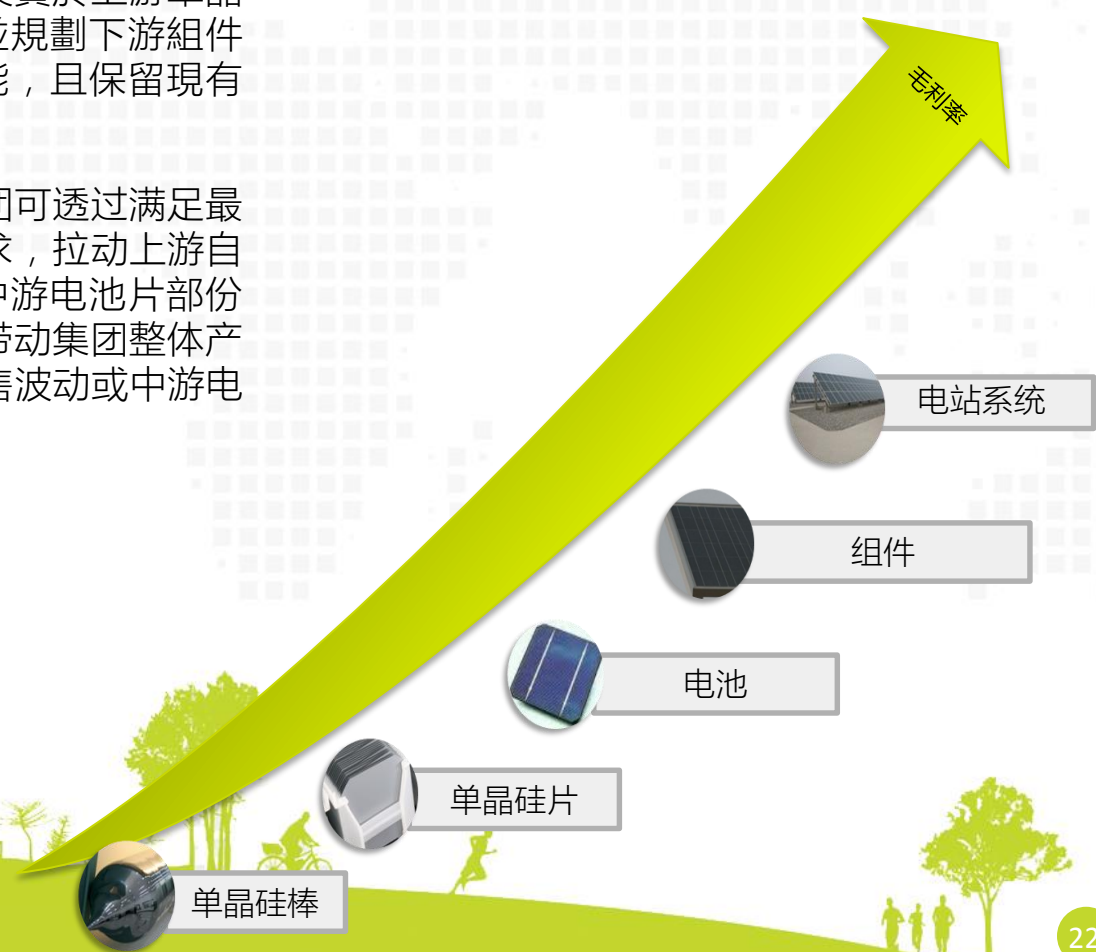 並規劃下游組件
能，且保留現有
团可透过满足最
求，拉动上游自
中游电池片部份
带动集团整体产
售波动或中游电
毛利率
电站系统
组件
电池
单晶硅片
单晶硅棒
22